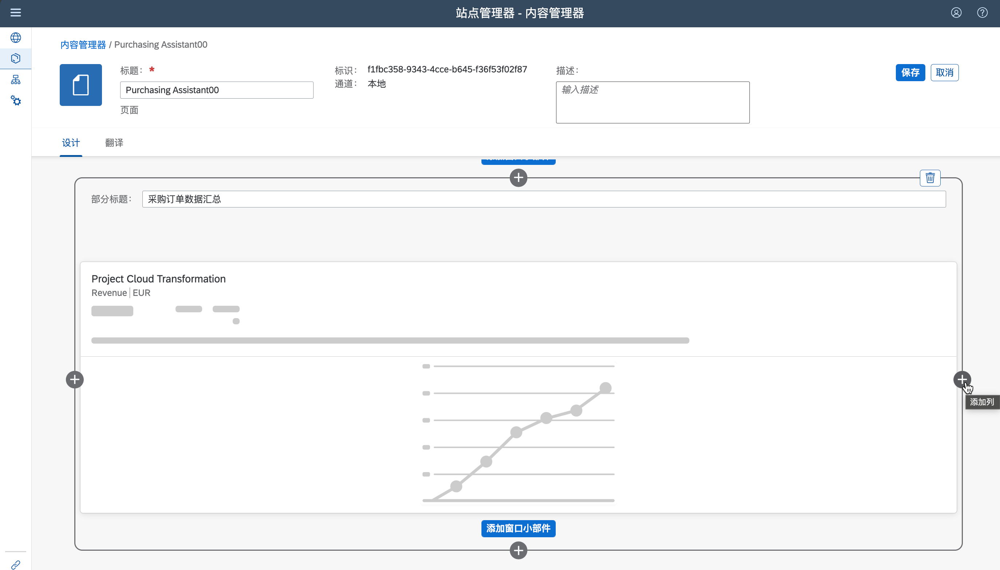 站点管理器 - 内容管理器
内容管理器 / Purchasing Assistant00
标题： *
Purchasing Assistant00
页面
标识： f1fbc358-9343-4cce-b645-f36f53f02f87
通道： 本地
描述：
输入描述
保存
取消
设计
翻译
部分标题： 采购订单数据汇总
Project Cloud Transformation
Revenue | EUR
添加列
添加窗口小部件